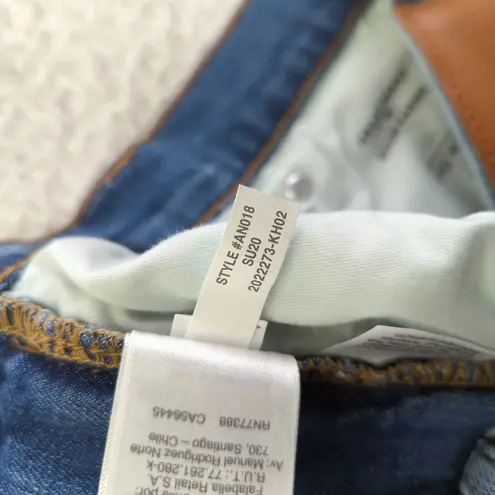 STYLE #AN018
SU20
2022273-KH02
Falabella Retail S.A.
R.U.T.: 77.261.280-k
Av. Manuel Rodriguez Norte
730, Santiago – Chile
RN77388 CA56445